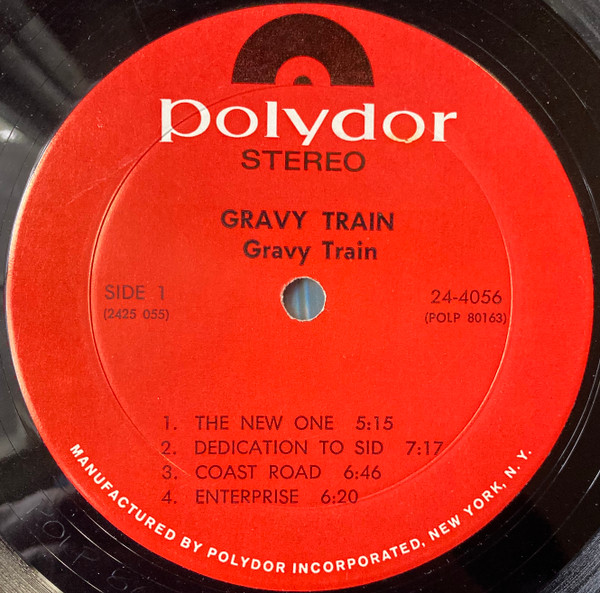 polydor
STEREO
GRAVY TRAIN
Gravy Train
SIDE 1
(2425 055)
24-4056
(POLP 80163)
1. THE NEW ONE 5:15
2. DEDICATION TO SID 7:17
3. COAST ROAD 6:46
4. ENTERPRISE 6:20
MANUFACTURED BY POLYDOR INCORPORATED, NEW YORK, N. Y.
POLP